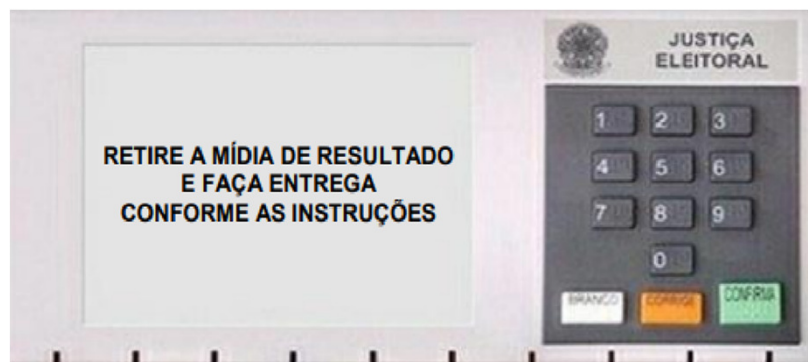 RETIRE A MÍDIA DE RESULTADO
E FAÇA ENTREGA
CONFORME AS INSTRUÇÕES
JUSTIÇA
ELEITORAL
1 2 3
4 5 6
7 8 9
0
BRANCO CORRIGE CONFIRMA